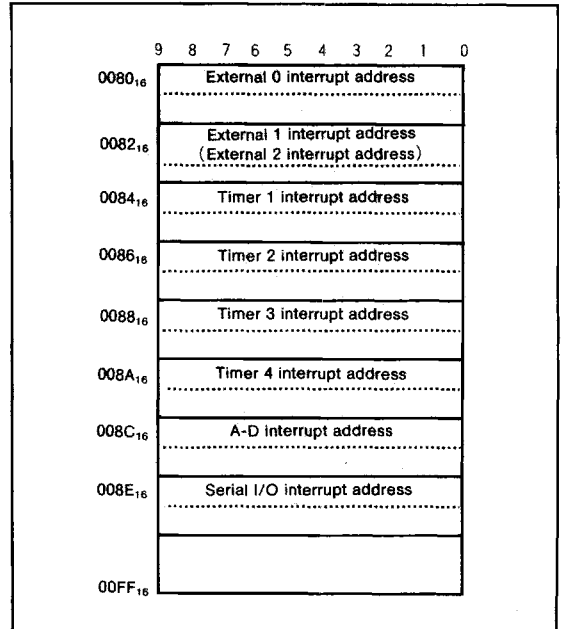 9 8 7 6 5 4 3 2 1 0
0080₁₆ External 0 interrupt address
0082₁₆ External 1 interrupt address
(External 2 interrupt address)
0084₁₆ Timer 1 interrupt address
0086₁₆ Timer 2 interrupt address
0088₁₆ Timer 3 interrupt address
008A₁₆ Timer 4 interrupt address
008C₁₆ A-D interrupt address
008E₁₆ Serial I/O interrupt address
00FF₁₆